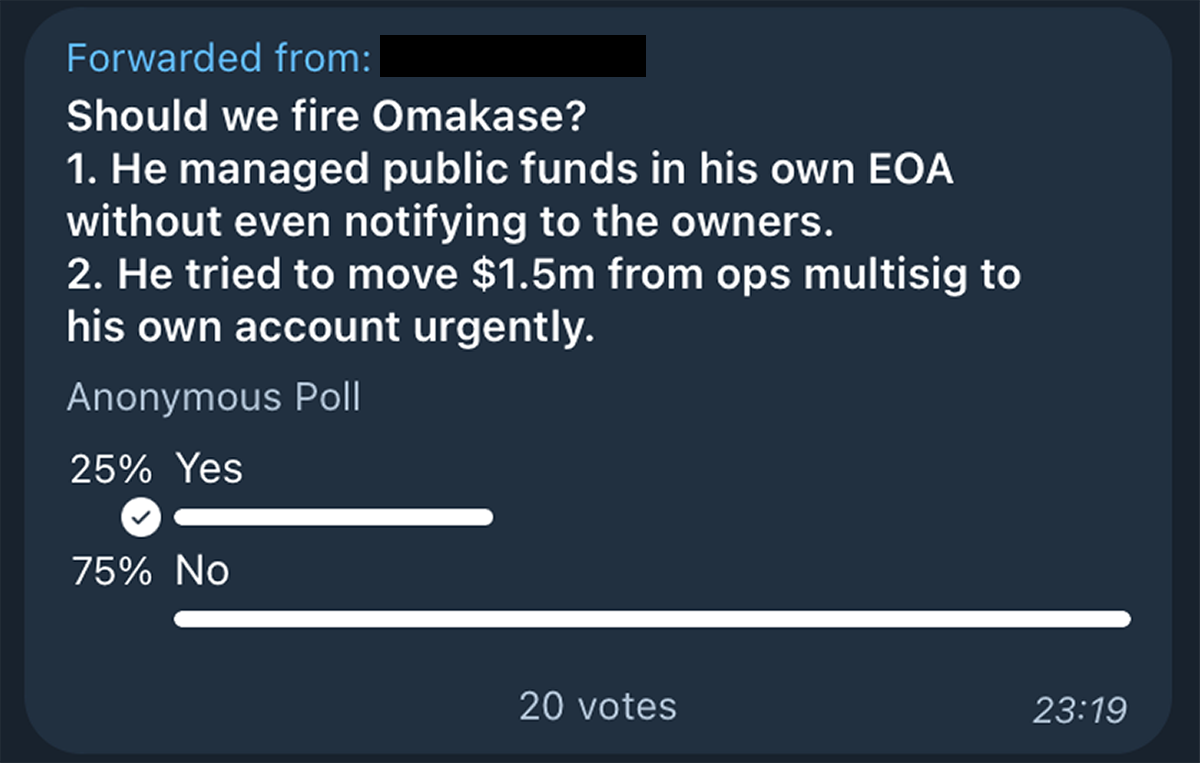 Forwarded from:
Should we fire Omakase?
1. He managed public funds in his own EOA
without even notifying to the owners.
2. He tried to move $1.5m from ops multisig to
his own account urgently.
Anonymous Poll
25% Yes
75% No
20 votes
23:19